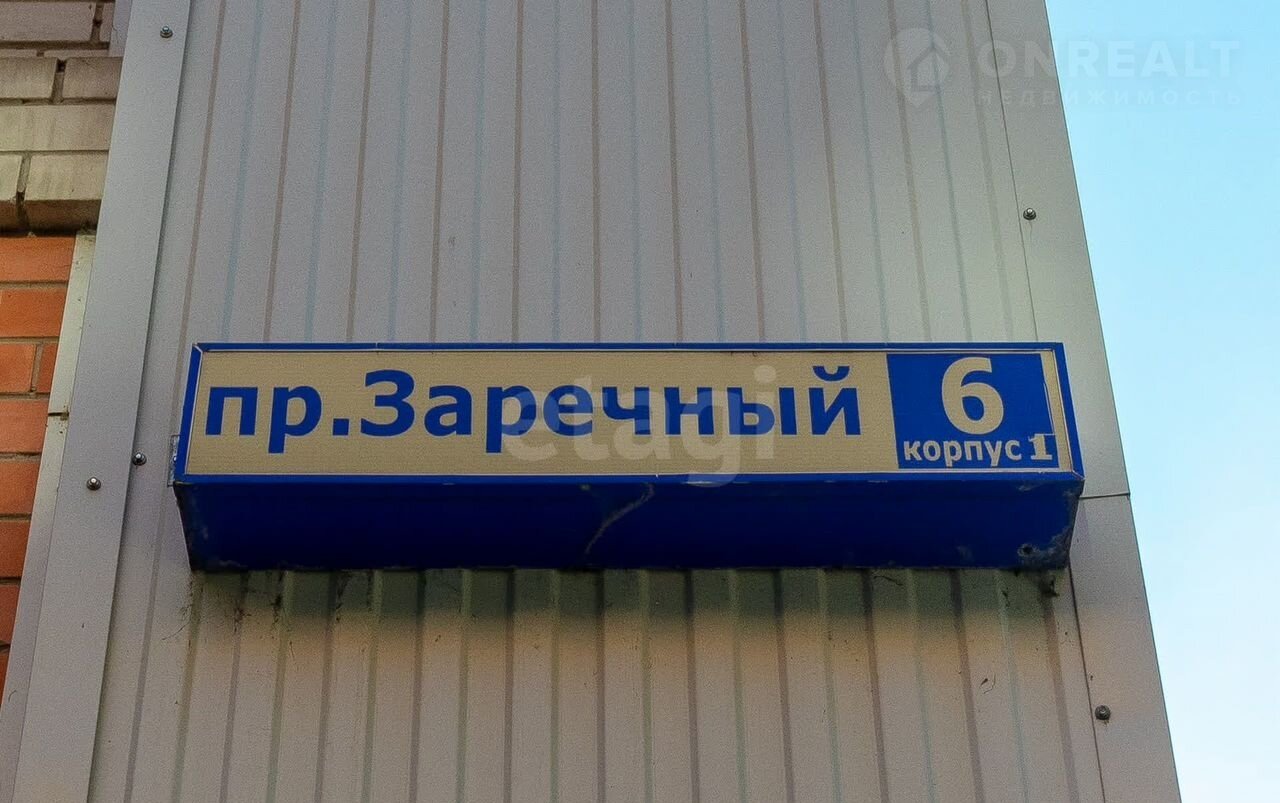 ONREALT
НЕДВИЖИМОСТЬ
пр.Заречный
6
корпус 1
etagi